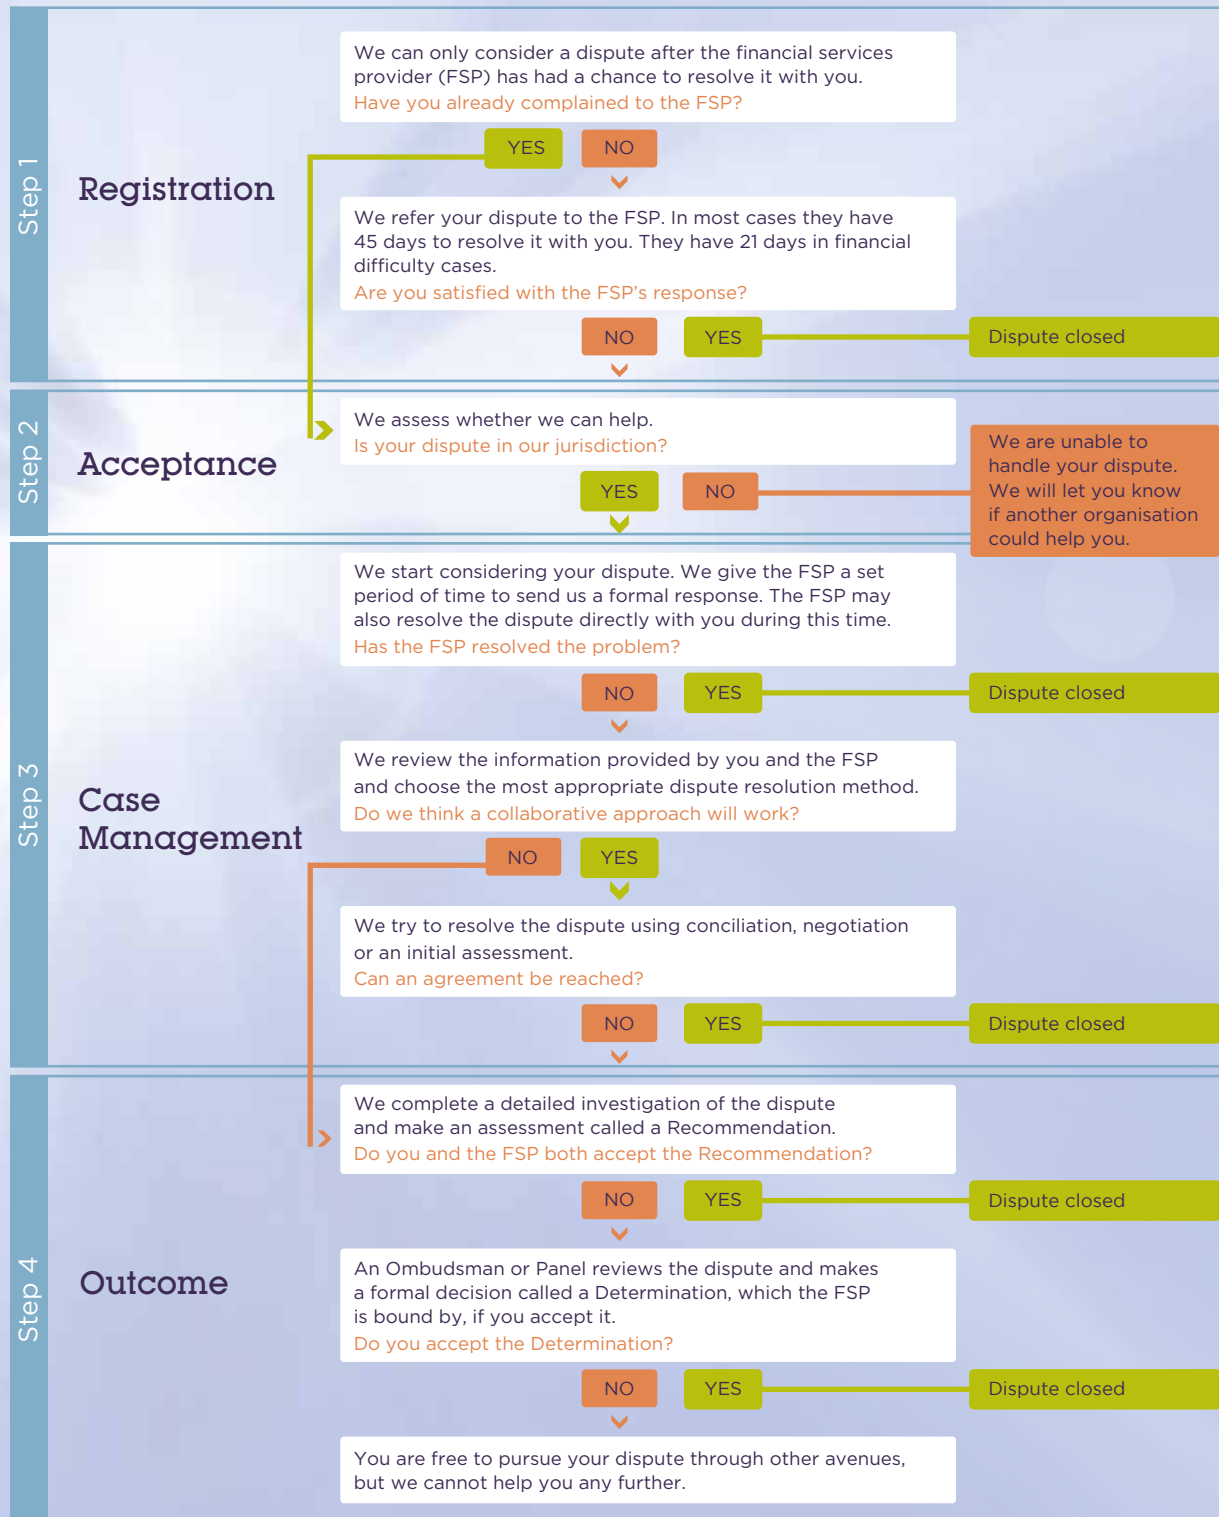 Step 1
Registration
We can only consider a dispute after the financial services
provider (FSP) has had a chance to resolve it with you.
Have you already complained to the FSP?
YES
NO
We refer your dispute to the FSP. In most cases they have
45 days to resolve it with you. They have 21 days in financial
difficulty cases.
Are you satisfied with the FSP’s response?
NO
YES
Dispute closed
Step 2
Acceptance
We assess whether we can help.
Is your dispute in our jurisdiction?
YES
NO
We are unable to
handle your dispute.
We will let you know
if another organisation
could help you.
Step 3
Case
Management
We start considering your dispute. We give the FSP a set
period of time to send us a formal response. The FSP may
also resolve the dispute directly with you during this time.
Has the FSP resolved the problem?
NO
YES
Dispute closed
We review the information provided by you and the FSP
and choose the most appropriate dispute resolution method.
Do we think a collaborative approach will work?
NO
YES
We try to resolve the dispute using conciliation, negotiation
or an initial assessment.
Can an agreement be reached?
NO
YES
Dispute closed
Step 4
Outcome
We complete a detailed investigation of the dispute
and make an assessment called a Recommendation.
Do you and the FSP both accept the Recommendation?
NO
YES
Dispute closed
An Ombudsman or Panel reviews the dispute and makes
a formal decision called a Determination, which the FSP
is bound by, if you accept it.
Do you accept the Determination?
NO
YES
Dispute closed
You are free to pursue your dispute through other avenues,
but we cannot help you any further.